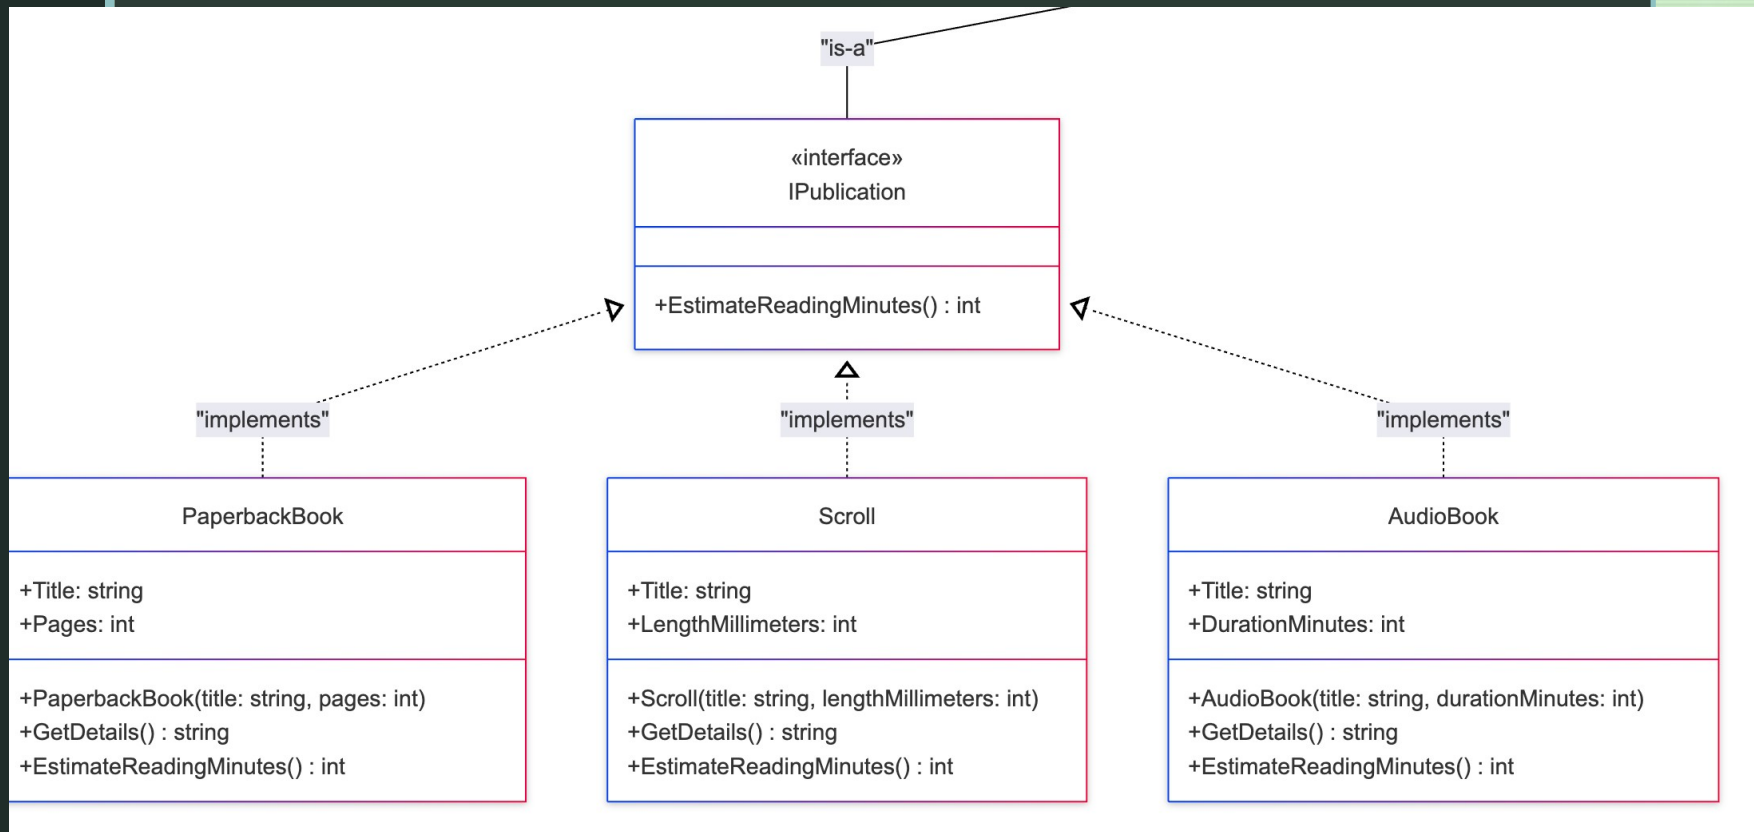 "is-a"
«interface»
IPublication
+EstimateReadingMinutes() : int
"implements"
"implements"
"implements"
PaperbackBook
+Title: string
+Pages: int
+PaperbackBook(title: string, pages: int)
+GetDetails() : string
+EstimateReadingMinutes() : int
Scroll
+Title: string
+LengthMillimeters: int
+Scroll(title: string, lengthMillimeters: int)
+GetDetails() : string
+EstimateReadingMinutes() : int
AudioBook
+Title: string
+DurationMinutes: int
+AudioBook(title: string, durationMinutes: int)
+GetDetails() : string
+EstimateReadingMinutes() : int